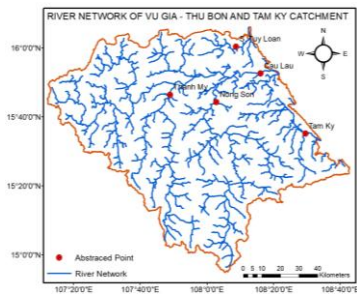 RIVER NETWORK OF VU GIA - THU BON AND TAM KY CATCHMENT
16°0'0"N
15°40'0"N
15°20'0"N
15°0'0"N
N
W E
S
Tuy Loan
Cau Lau
Thanh My
Nong Son
Tam Ky
Abstraced Point
River Network
0 5 10 20 30 40
Kilometers
107°20'0"E 107°40'0"E 108°0'0"E 108°20'0"E 108°40'0"E